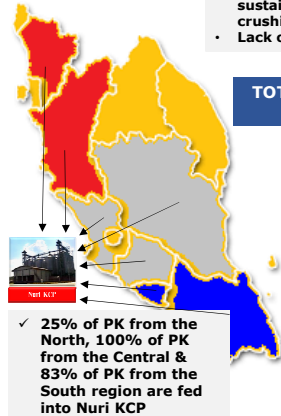 sustai
crushi
• Lack o
TOT
Nuri KCP
✓ 25% of PK from the
North, 100% of PK
from the Central &
83% of PK from the
South region are fed
into Nuri KCP